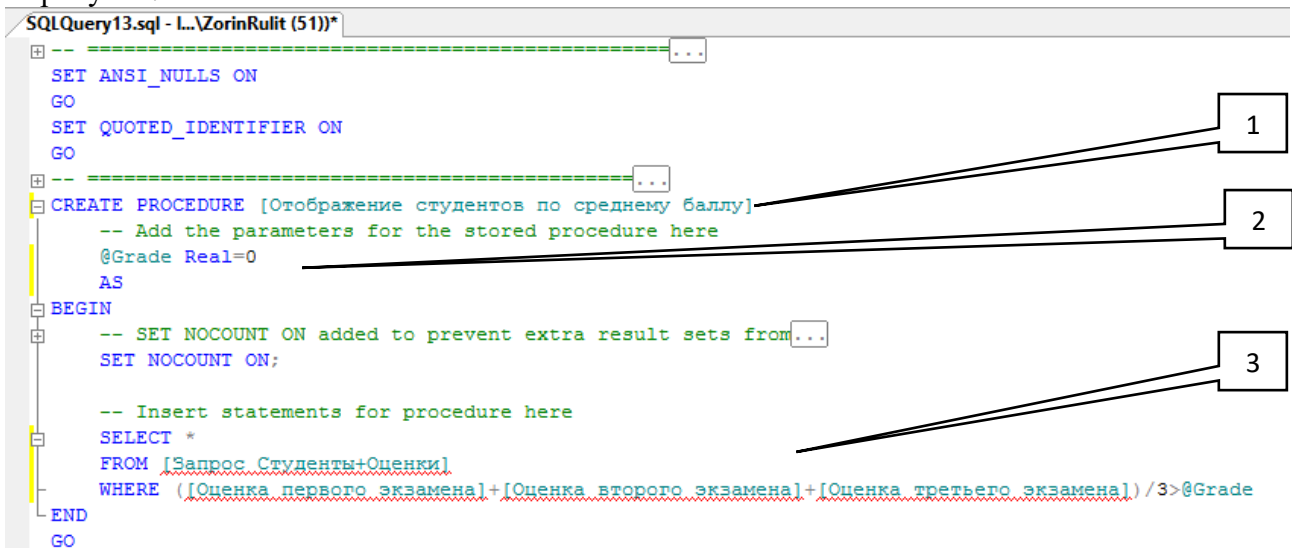 SQLQuery13.sql - l...\ZorinRulit (51))*
-- ==================================================...
SET ANSI_NULLS ON
GO
SET QUOTED_IDENTIFIER ON
GO
1
-- ===============================================...
CREATE PROCEDURE [Отображение студентов по среднему баллу]
2
-- Add the parameters for the stored procedure here
@Grade Real=0
AS
BEGIN
-- SET NOCOUNT ON added to prevent extra result sets from...
SET NOCOUNT ON;
3
-- Insert statements for procedure here
SELECT *
FROM [Запрос Студенты+Оценки]
WHERE ([Оценка первого экзамена]+[Оценка второго экзамена]+[Оценка третьего экзамена])/3>@Grade
END
GO